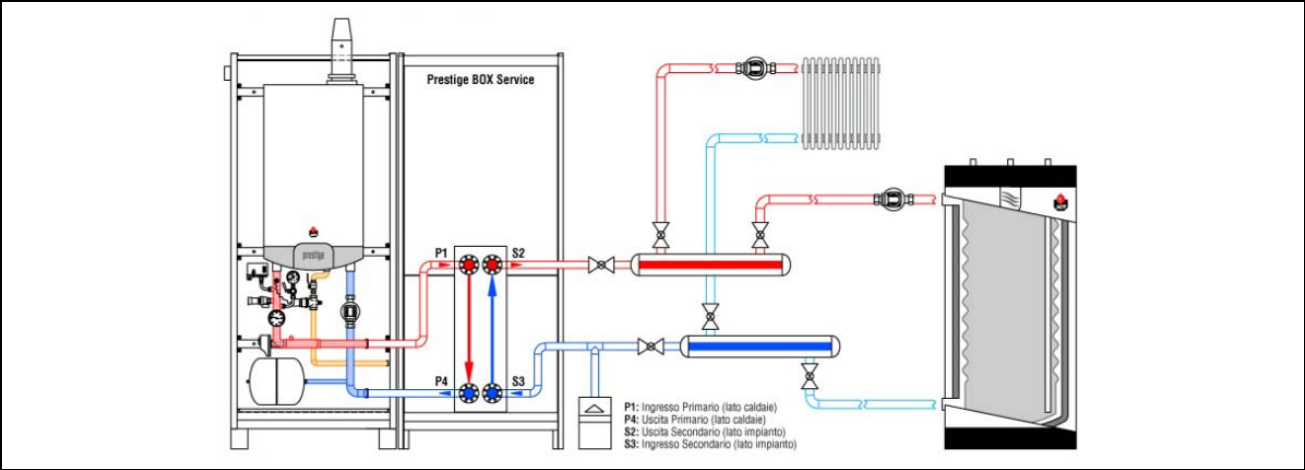 Prestige BOX Service
prestige
P1
S2
P4
S3
P1: Ingresso Primario (lato caldaie)
P4: Uscita Primario (lato caldaie)
S2: Uscita Secondario (lato impianto)
S3: Ingresso Secondario (lato impianto)